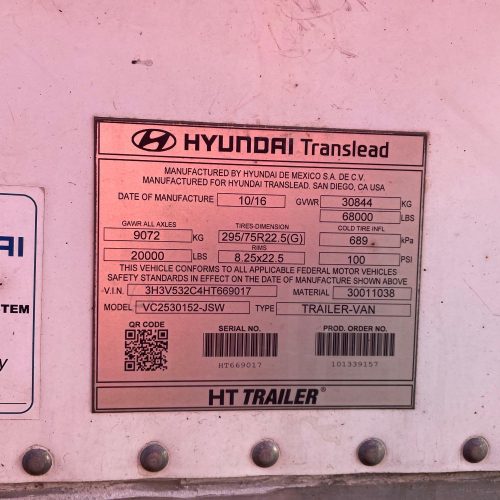 HYUNDAI Translead
MANUFACTURED BY HYUNDAI DE MEXICO S.A. DE C.V.
MANUFACTURED FOR HYUNDAI TRANSLEAD. SAN DIEGO, CA USA
DATE OF MANUFACTURE 10/16 GVWR 30844 KG
68000 LBS
GAWR ALL AXLES TIRES-DIMENSION COLD TIRE INFL
9072 KG 295/75R22.5(G) 689 kPa
RIMS
20000 LBS 8.25x22.5 100 PSI
THIS VEHICLE CONFORMS TO ALL APPLICABLE FEDERAL MOTOR VEHICLES
SAFETY STANDARDS IN EFFECT ON THE DATE OF MANUFACTURE SHOWN ABOVE
V.I.N. 3H3V532C4HT669017 MATERIAL 30011038
MODEL VC2530152-JSW TYPE TRAILER-VAN
QR CODE SERIAL NO. PROD. ORDER NO.
HT669017 101339157
HT TRAILER®
AI
STEM
y